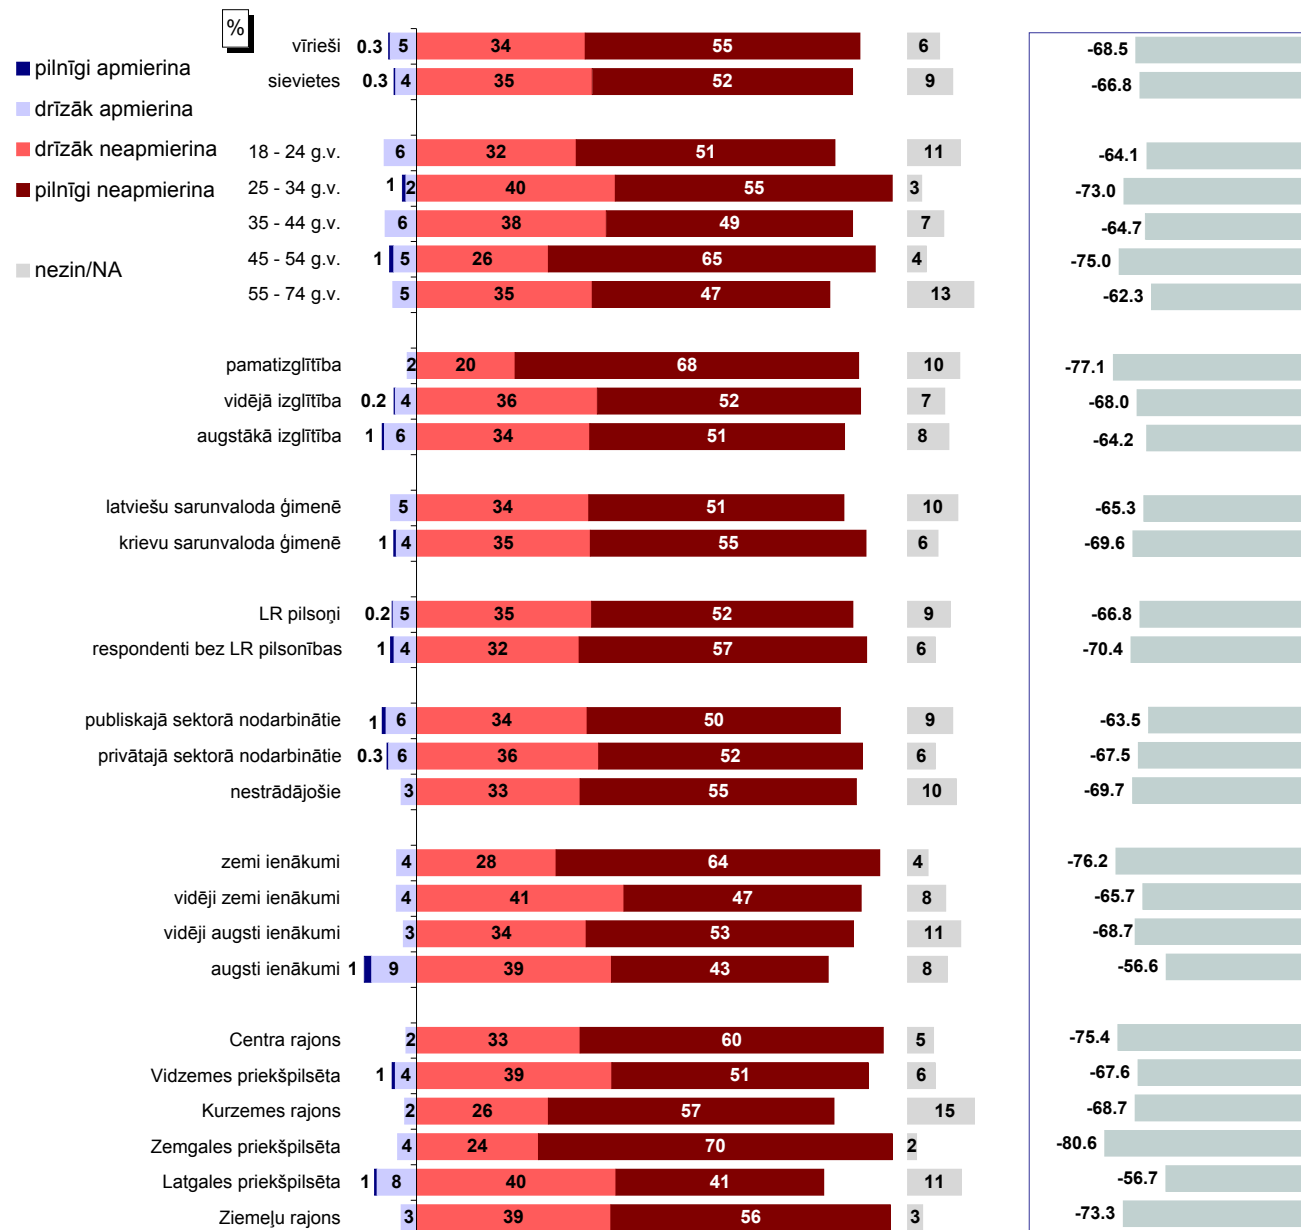 %
pilnīgi apmierina
drīzāk apmierina
drīzāk neapmierina
pilnīgi neapmierina
nezin/NA
vīrieši 0.3 5 34 55 6 -68.5
sievietes 0.3 4 35 52 9 -66.8
18 - 24 g.v. 6 32 51 11 -64.1
25 - 34 g.v. 1 2 40 55 3 -73.0
35 - 44 g.v. 6 38 49 7 -64.7
45 - 54 g.v. 1 5 26 65 4 -75.0
55 - 74 g.v. 5 35 47 13 -62.3
pamatizglītība 2 20 68 10 -77.1
vidējā izglītība 0.2 4 36 52 7 -68.0
augstākā izglītība 1 6 34 51 8 -64.2
latviešu sarunvaloda ģimenē 5 34 51 10 -65.3
krievu sarunvaloda ģimenē 1 4 35 55 6 -69.6
LR pilsoņi 0.2 5 35 52 9 -66.8
respondenti bez LR pilsonības 1 4 32 57 6 -70.4
publiskajā sektorā nodarbinātie 1 6 34 50 9 -63.5
privātajā sektorā nodarbinātie 0.3 6 36 52 6 -67.5
nestrādājošie 3 33 55 10 -69.7
zemi ienākumi 4 28 64 4 -76.2
vidēji zemi ienākumi 4 41 47 8 -65.7
vidēji augsti ienākumi 3 34 53 11 -68.7
augsti ienākumi 1 9 39 43 8 -56.6
Centra rajons 2 33 60 5 -75.4
Vidzemes priekšpilsēta 1 4 39 51 6 -67.6
Kurzemes rajons 2 26 57 15 -68.7
Zemgales priekšpilsēta 4 24 70 2 -80.6
Latgales priekšpilsēta 1 8 40 41 11 -56.7
Ziemeļu rajons 3 39 56 3 -73.3